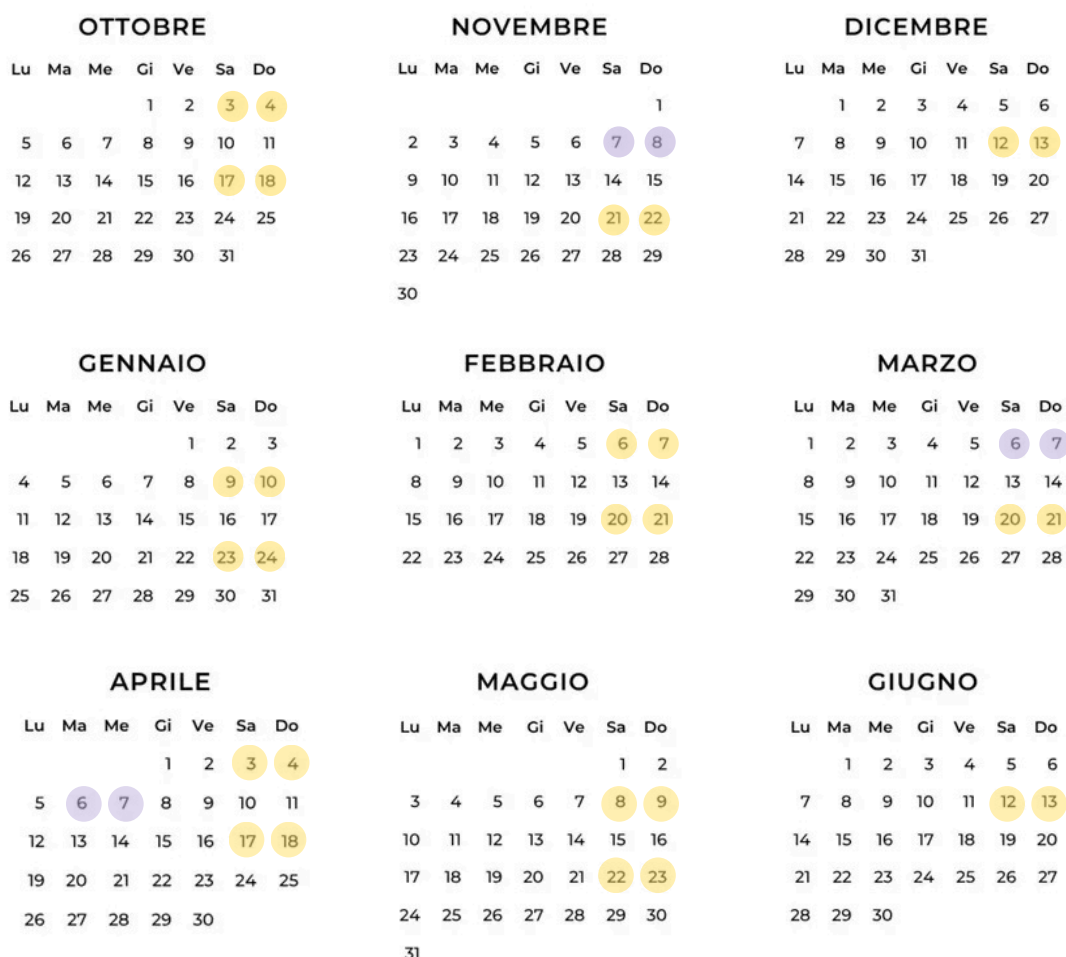 OTTOBRE
Lu Ma Me Gi Ve Sa Do
1 2 3 4
5 6 7 8 9 10 11
12 13 14 15 16 17 18
19 20 21 22 23 24 25
26 27 28 29 30 31
NOVEMBRE
Lu Ma Me Gi Ve Sa Do
1
2 3 4 5 6 7 8
9 10 11 12 13 14 15
16 17 18 19 20 21 22
23 24 25 26 27 28 29
30
DICEMBRE
Lu Ma Me Gi Ve Sa Do
1 2 3 4 5 6
7 8 9 10 11 12 13
14 15 16 17 18 19 20
21 22 23 24 25 26 27
28 29 30 31
GENNAIO
Lu Ma Me Gi Ve Sa Do
1 2 3
4 5 6 7 8 9 10
11 12 13 14 15 16 17
18 19 20 21 22 23 24
25 26 27 28 29 30 31
FEBBRAIO
Lu Ma Me Gi Ve Sa Do
1 2 3 4 5 6 7
8 9 10 11 12 13 14
15 16 17 18 19 20 21
22 23 24 25 26 27 28
MARZO
Lu Ma Me Gi Ve Sa Do
1 2 3 4 5 6 7
8 9 10 11 12 13 14
15 16 17 18 19 20 21
22 23 24 25 26 27 28
29 30 31
APRILE
Lu Ma Me Gi Ve Sa Do
1 2 3 4
5 6 7 8 9 10 11
12 13 14 15 16 17 18
19 20 21 22 23 24 25
26 27 28 29 30
MAGGIO
Lu Ma Me Gi Ve Sa Do
1 2
3 4 5 6 7 8 9
10 11 12 13 14 15 16
17 18 19 20 21 22 23
24 25 26 27 28 29 30
31
GIUGNO
Lu Ma Me Gi Ve Sa Do
1 2 3 4 5 6
7 8 9 10 11 12 13
14 15 16 17 18 19 20
21 22 23 24 25 26 27
28 29 30